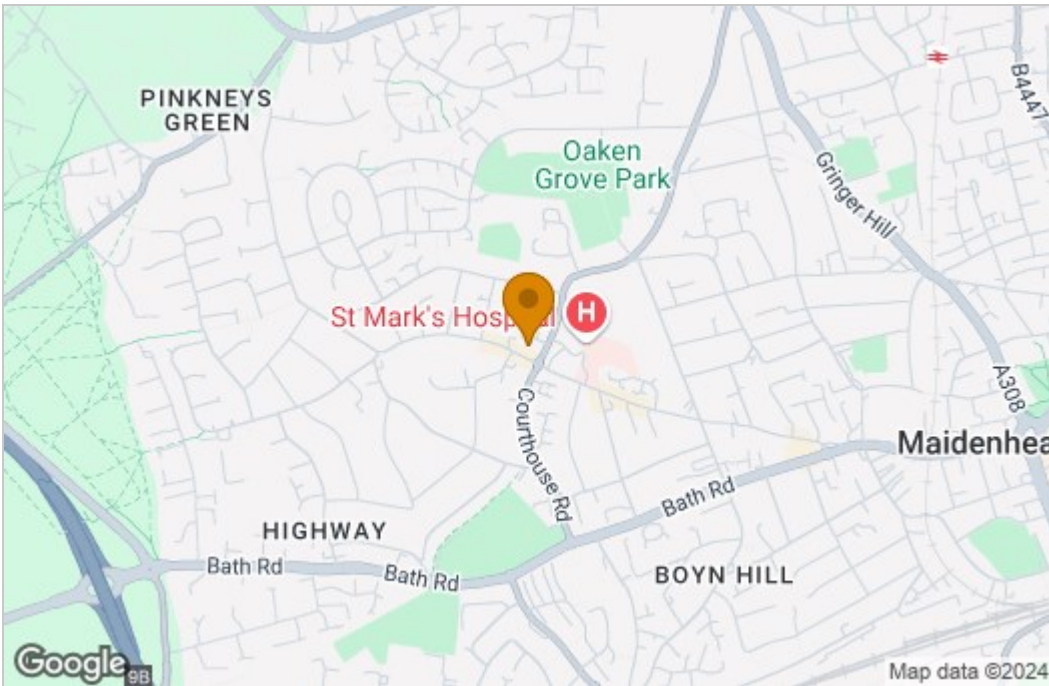 PINKNEYS
GREEN
Oaken
Grove Park
B4447
Gringer Hill
St Mark's Hospital
H
A308
Courthouse Rd
Maidenhea
Bath Rd
HIGHWAY
Bath Rd
Bath Rd
BOYN HILL
Google
9B
Map data ©2024